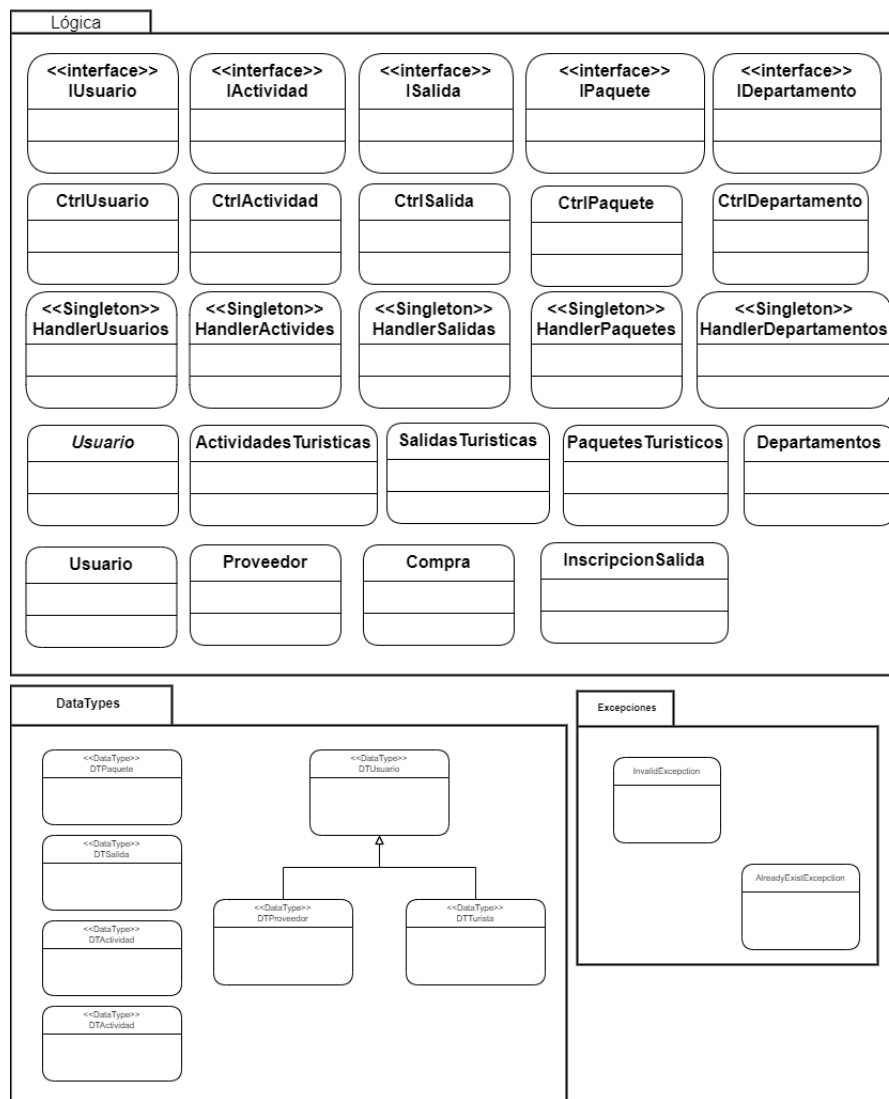 Lógica
<<interface>>
IUsuario
<<interface>>
IActividad
<<interface>>
ISalida
<<interface>>
IPaquete
<<interface>>
IDepartamento
CtrlUsuario
CtrlActividad
CtrlSalida
CtrlPaquete
CtrlDepartamento
<<Singleton>>
HandlerUsuarios
<<Singleton>>
HandlerActivides
<<Singleton>>
HandlerSalidas
<<Singleton>>
HandlerPaquetes
<<Singleton>>
HandlerDepartamentos
Usuario
ActividadesTuristicas
SalidasTuristicas
PaquetesTuristicos
Departamentos
Usuario
Proveedor
Compra
InscripcionSalida
DataTypes
<<DataType>>
DTPaquete
<<DataType>>
DTUsuario
<<DataType>>
DTSalida
<<DataType>>
DTProveedor
<<DataType>>
DTTurista
<<DataType>>
DTActividad
<<DataType>>
DTActividad
Excepciones
InvalidExcepction
AlreadyExistExcepction